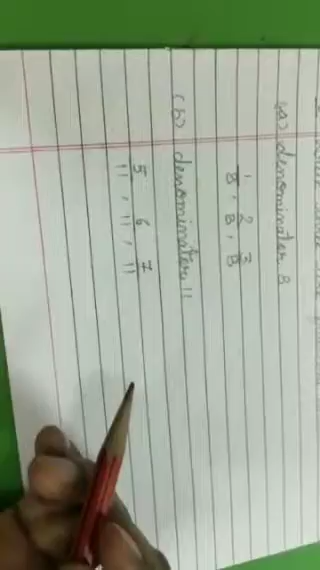 (a) denominator 8
1/8, 2/8, 3/8
(b) denominator 11
5/11, 6/11, 7/11